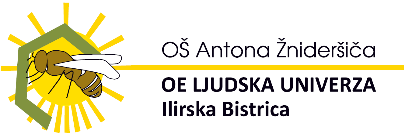 OŠ Antona Žnideršiča
OE LJUDSKA UNIVERZA
Ilirska Bistrica